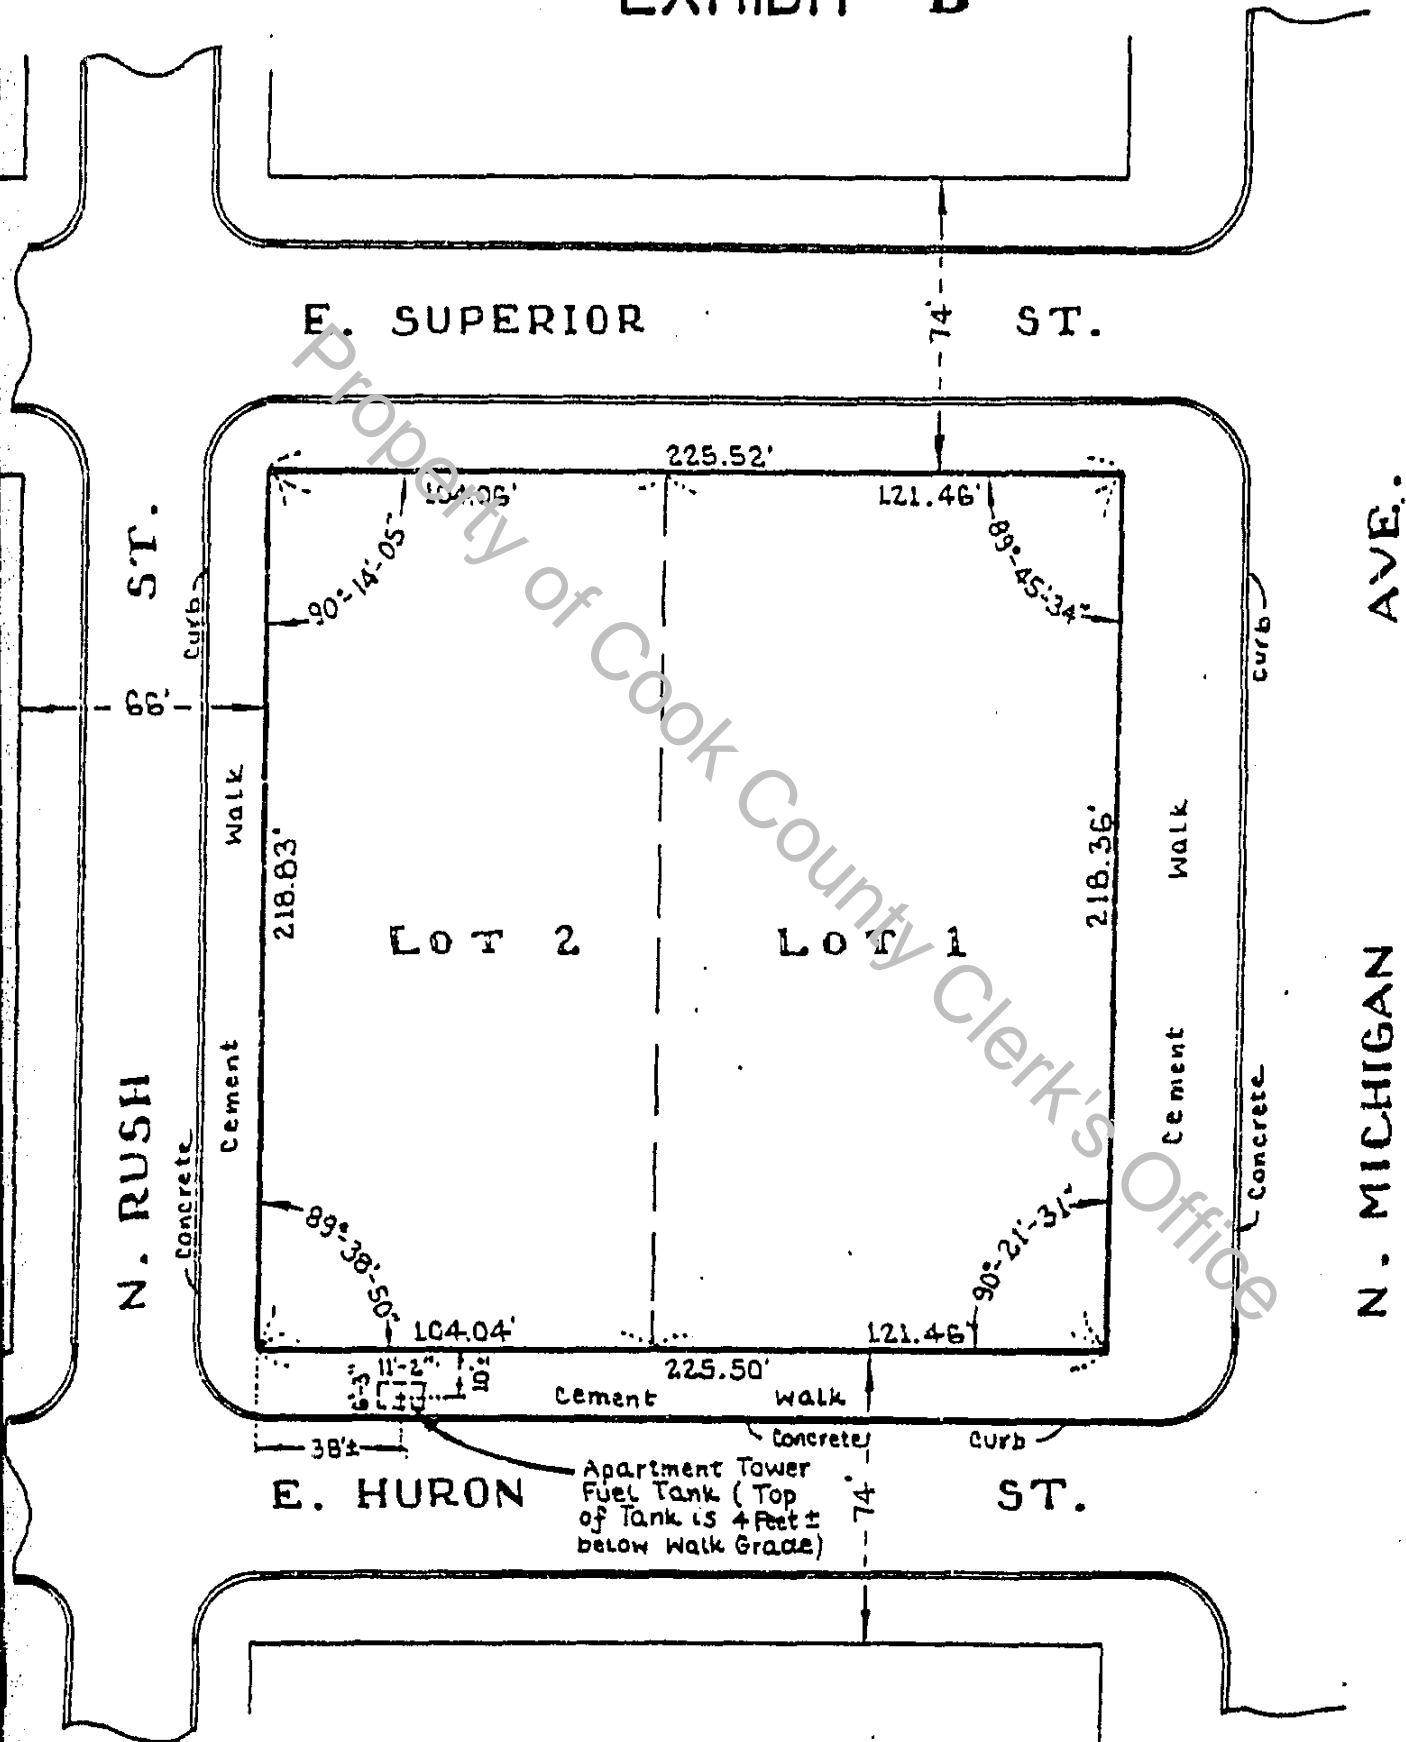 EXHIBIT "B"
E. SUPERIOR ST.
74'
225.52'
104.06'
121.46'
90°-14'-05"
89°-45'-34"
ST.
Curb
66'
Walk
218.83'
LOT 2
LOT 1
218.36'
Walk
Curb
AVE.
Cement
Cement
N. RUSH
Concrete
Concrete
N. MICHIGAN
89°-38'-50"
90°-21'-31"
104.04'
121.46'
225.50'
11'-2"
6'-3"
10'±
Cement Walk
Concrete Curb
38'±
E. HURON ST.
74'
Apartment Tower
Fuel Tank (Top
of Tank is 4 Feet ±
below Walk Grade)
Property of Cook County Clerk's Office